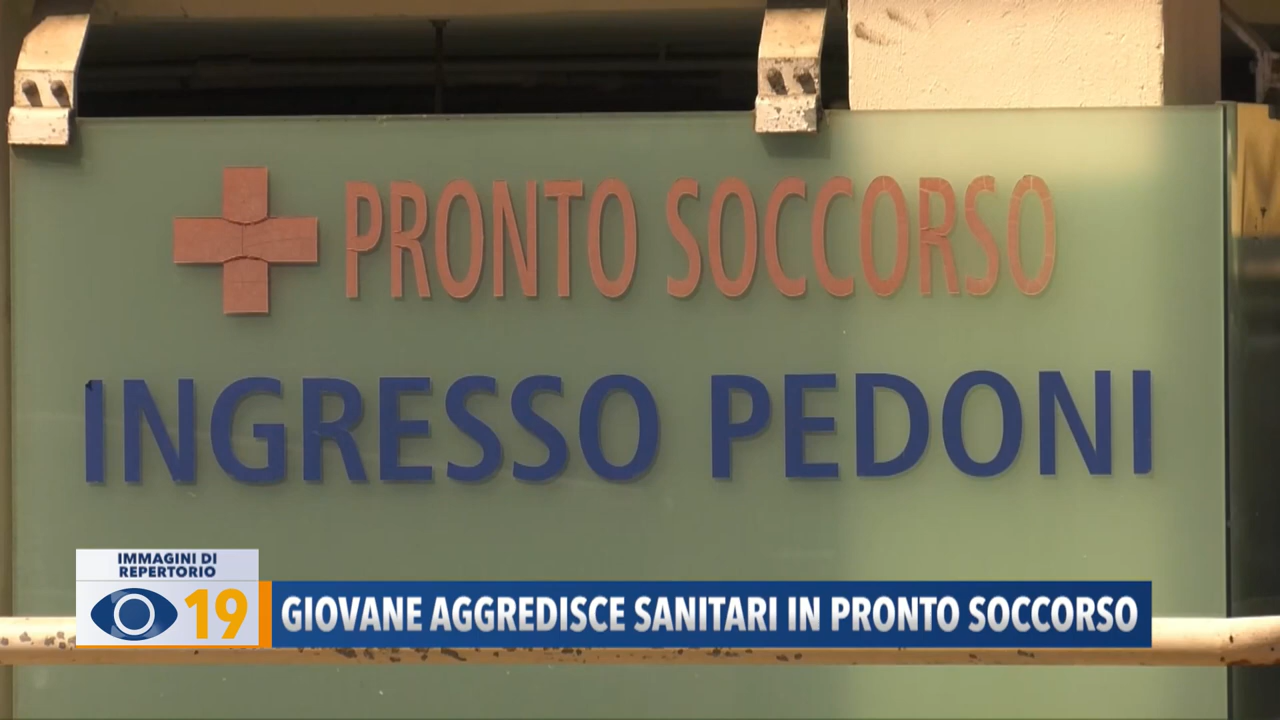 PRONTO SOCCORSO
INGRESSO PEDONI
IMMAGINI DI
REPERTORIO
19
GIOVANE AGGREDISCE SANITARI IN PRONTO SOCCORSO